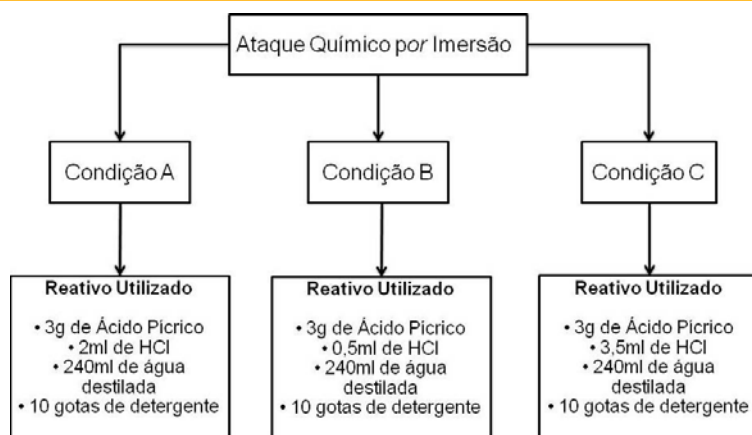 Ataque Químico por Imersão
Condição A
Condição B
Condição C
Reativo Utilizado
• 3g de Ácido Pícrico
• 2ml de HCl
• 240ml de água
destilada
• 10 gotas de detergente
Reativo Utilizado
• 3g de Ácido Pícrico
• 0,5ml de HCl
• 240ml de água
destilada
• 10 gotas de detergente
Reativo Utilizado
• 3g de Ácido Pícrico
• 3,5ml de HCl
• 240ml de água
destilada
• 10 gotas de detergente